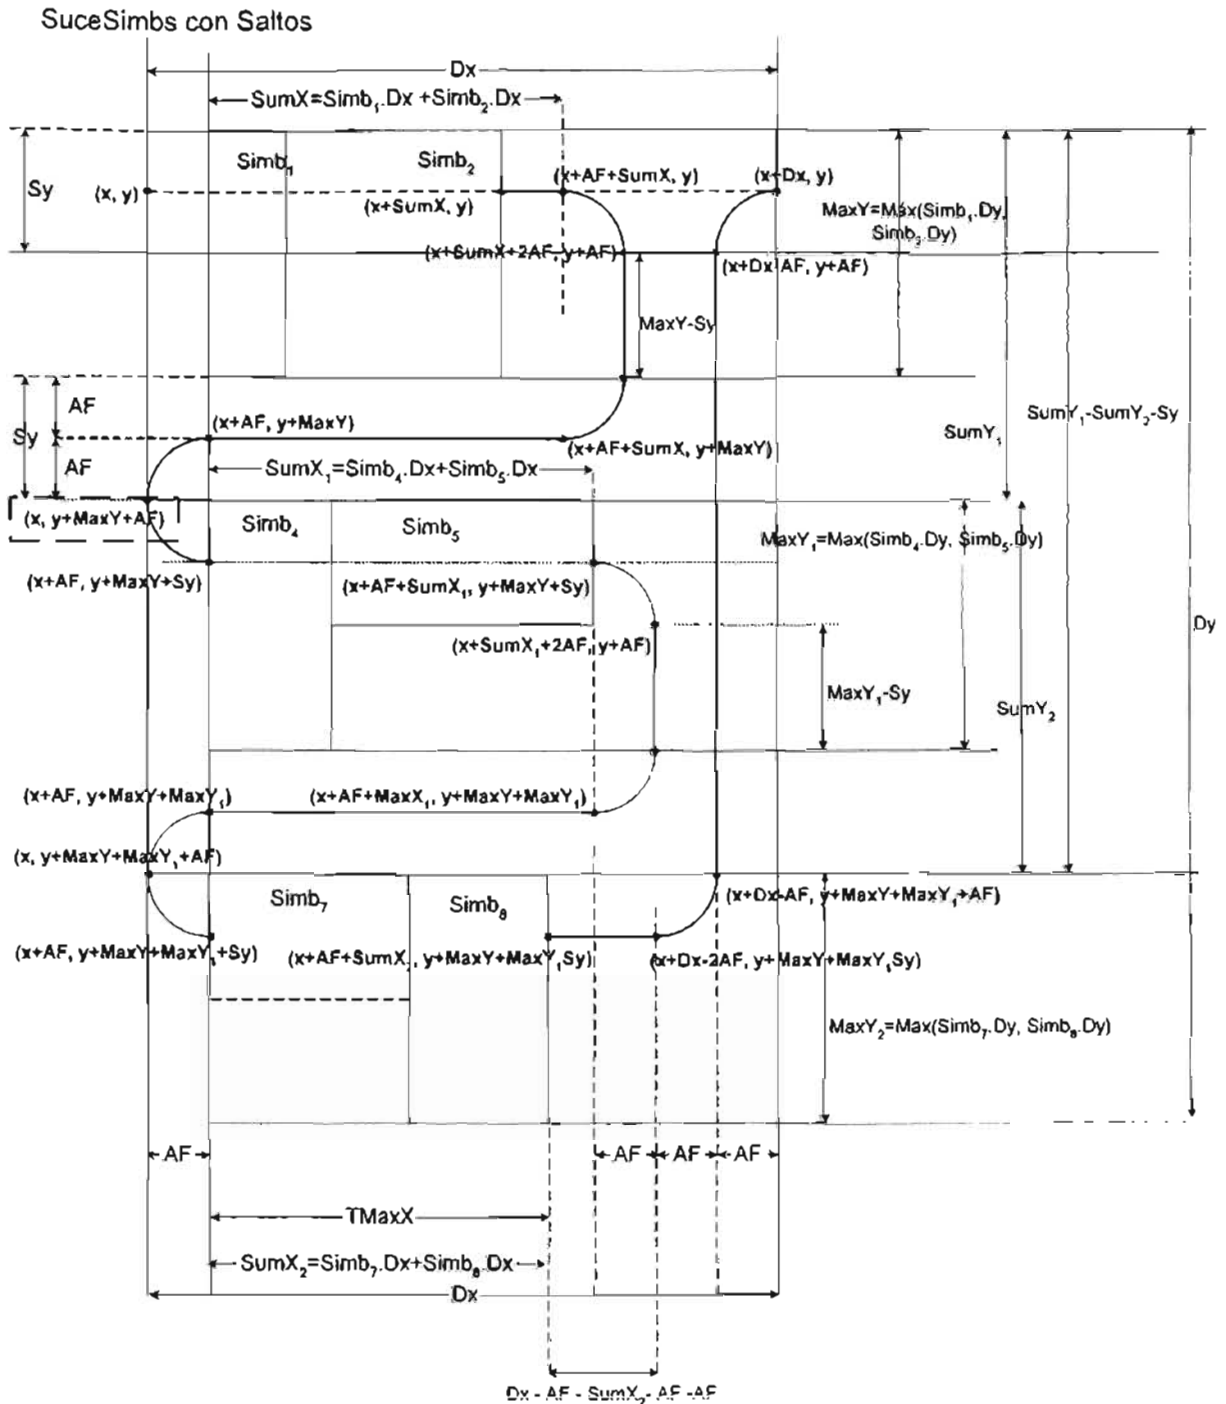 SuceSimbs con Saltos
Dx
SumX=Simb₁.Dx +Simb₂.Dx
Simb₁
Simb₂
Sy
(x, y)
(x+SumX, y)
(x+AF+SumX, y)
(x+Dx, y)
MaxY=Máx(Simb₁.Dy,
Simb₂.Dy)
(x+SumX+2AF, y+AF)
(x+Dx-AF, y+AF)
MaxY-Sy
AF
Sy
AF
(x+AF, y+MaxY)
(x+AF+SumX, y+MaxY)
SumY₁
SumY₁-SumY₂-Sy
SumX₁=Simb₄.Dx+Simb₅.Dx
(x, y+MaxY+AF)
Simb₄
Simb₅
MaxY₁=Max(Simb₄.Dy, Simb₅.Dy)
(x+AF, y+MaxY+Sy)
(x+AF+SumX₁, y+MaxY+Sy)
(x+SumX₁+2AF, y+AF)
Dy
MaxY₁-Sy
SumY₂
(x+AF, y+MaxY+MaxY₁)
(x+AF+MaxX₁, y+MaxY+MaxY₁)
(x, y+MaxY+MaxY₁+AF)
Simb₇
Simb₈
(x+Dx-AF, y+MaxY+MaxY₁+AF)
(x+AF, y+MaxY+MaxY₁+Sy)
(x+AF+SumX₂, y+MaxY+MaxY₁Sy)
(x+Dx-2AF, y+MaxY+MaxY₁Sy)
MaxY₂=Max(Simb₇.Dy, Simb₈.Dy)
AF
AF
AF
AF
TMaxX
SumX₂=Simb₇.Dx+Simb₈.Dx
Dx
Dx - AF - SumX₂- AF -AF